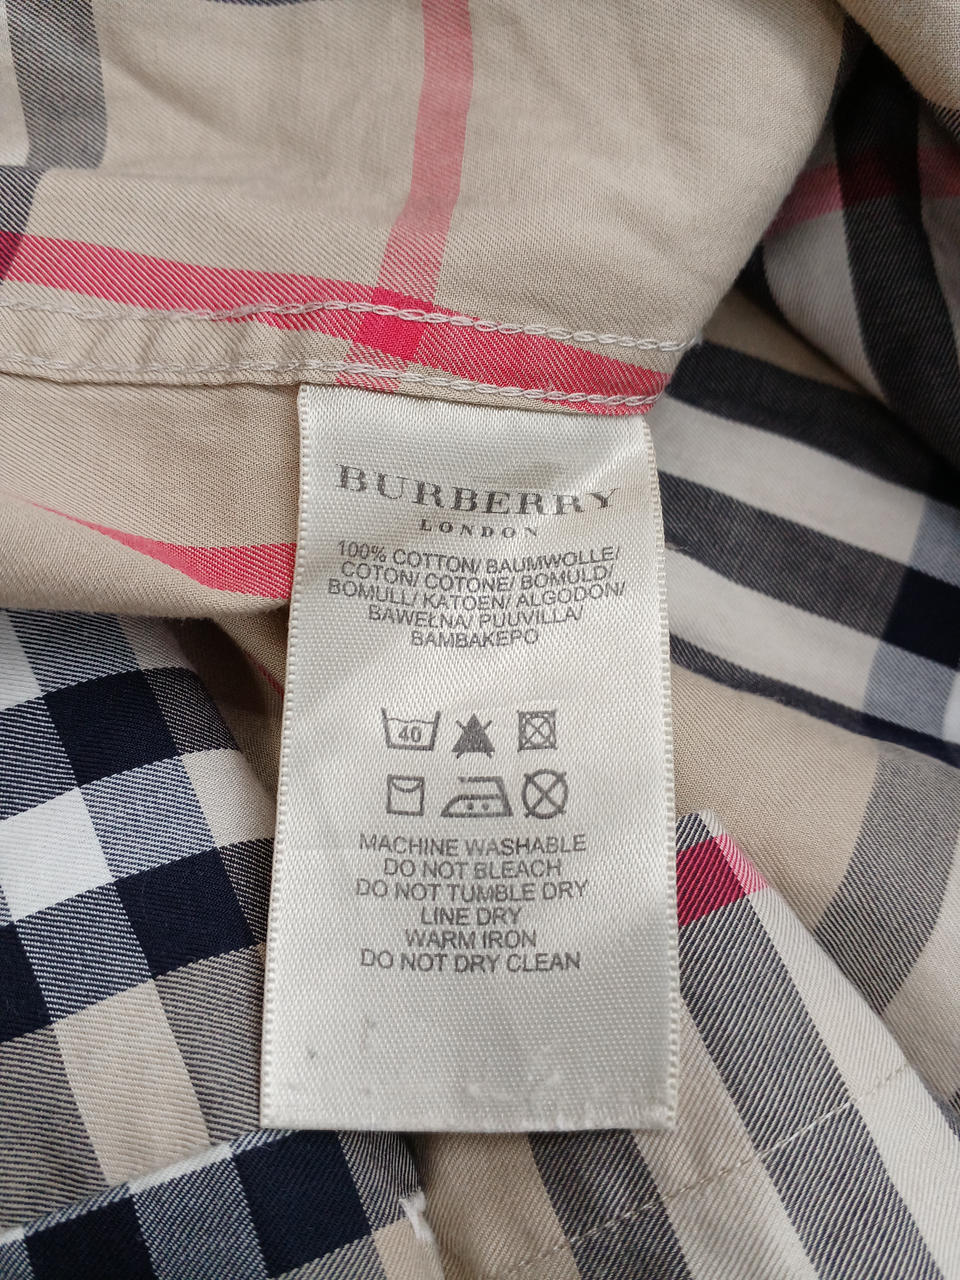 BURBERRY
LONDON
100% COTTON/ BAUMWOLLE/
COTON/ COTONE/ BOMULD/
BOMULL/ KATOEN/ ALGODON/
BAWEŁNA/ PUUVILLA/
BAMBAKEPO
40
MACHINE WASHABLE
DO NOT BLEACH
DO NOT TUMBLE DRY
LINE DRY
WARM IRON
DO NOT DRY CLEAN